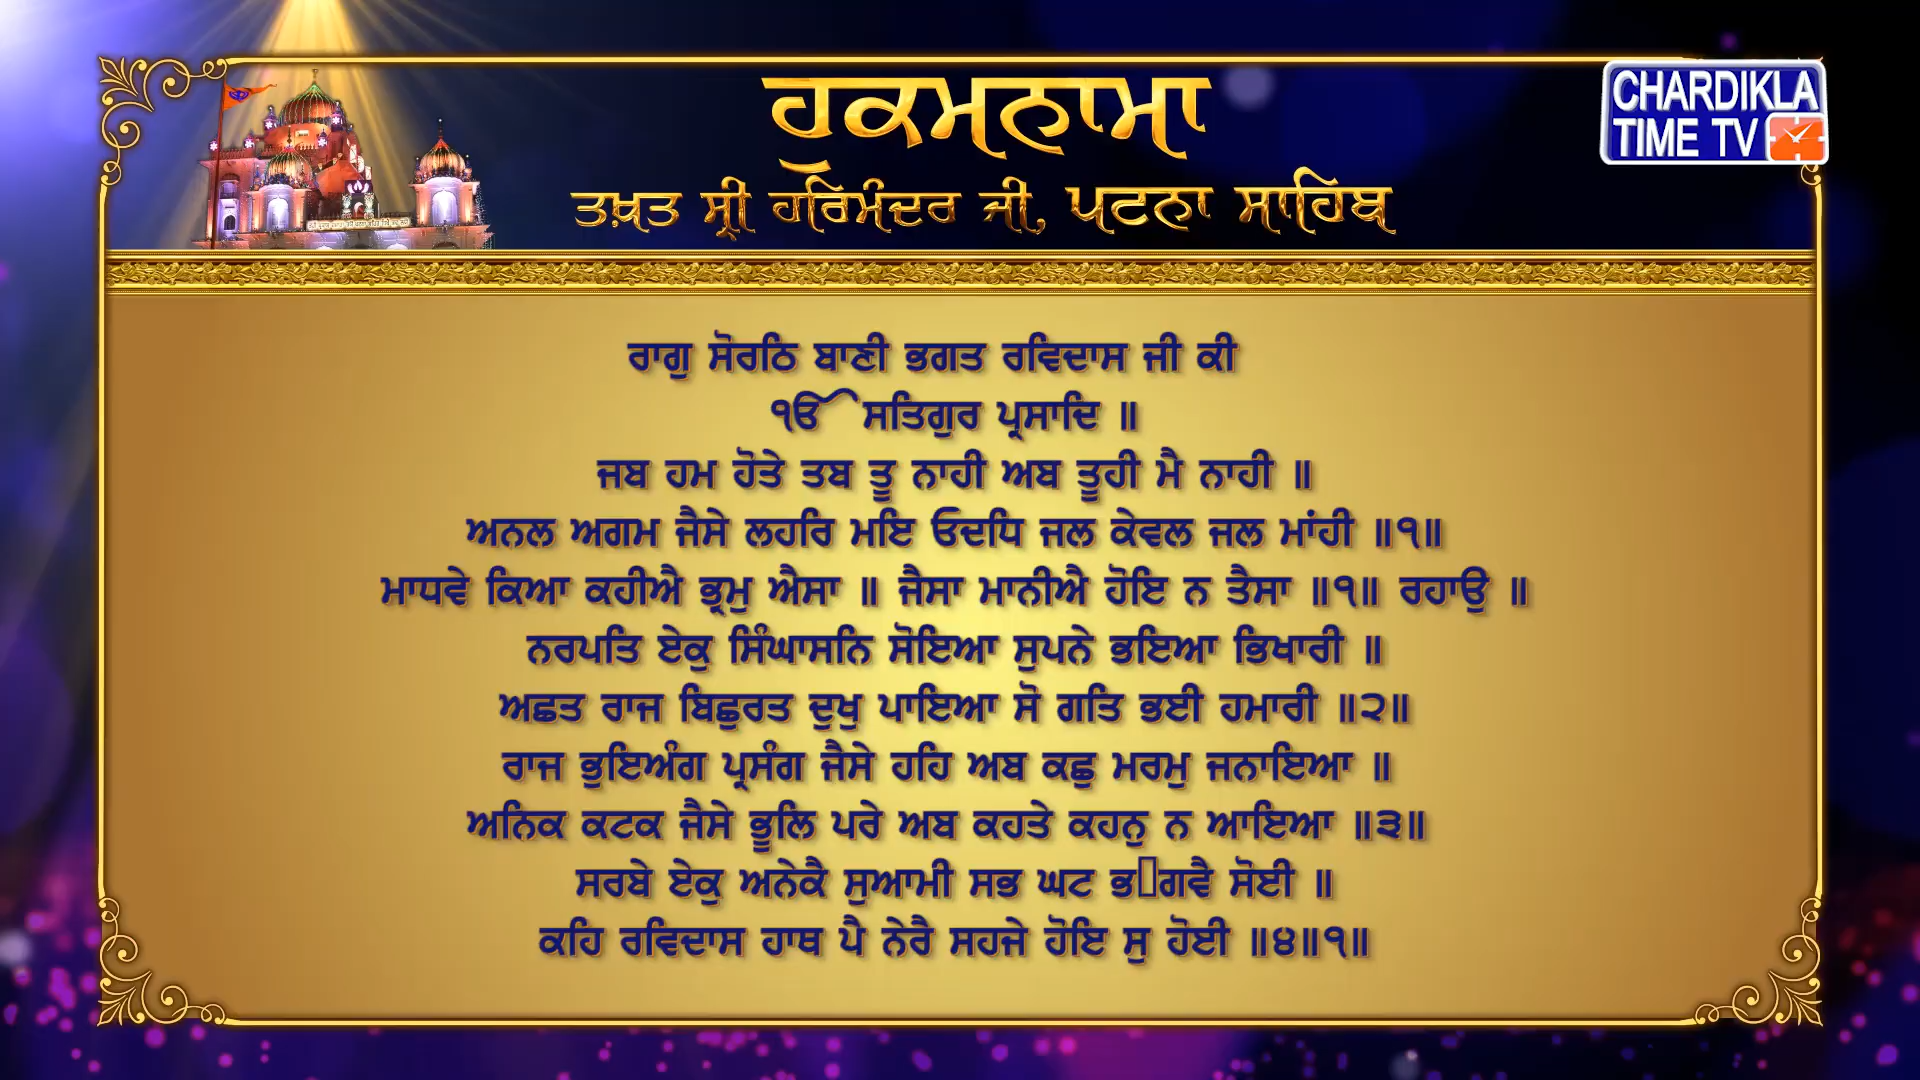 ਹੁਕਮਨਾਮਾ
ਤਖ਼ਤ ਸ੍ਰੀ ਹਰਿਮੰਦਰ ਜੀ, ਪਟਨਾ ਸਾਹਿਬ
CHARDIKLA
TIME TV
ਰਾਗੁ ਸੋਰਠਿ ਬਾਣੀ ਭਗਤ ਰਵਿਦਾਸ ਜੀ ਕੀ
ੴ ਸਤਿਗੁਰ ਪ੍ਰਸਾਦਿ ॥
ਜਬ ਹਮ ਹੋਤੇ ਤਬ ਤੂ ਨਾਹੀ ਅਬ ਤੂਹੀ ਮੈ ਨਾਹੀ ॥
ਅਨਲ ਅਗਮ ਜੈਸੇ ਲਹਰਿ ਮਇ ਓਦਧਿ ਜਲ ਕੇਵਲ ਜਲ ਮਾਂਹੀ ॥੧॥
ਮਾਧਵੇ ਕਿਆ ਕਹੀਐ ਭ੍ਰਮੁ ਐਸਾ ॥ ਜੈਸਾ ਮਾਨੀਐ ਹੋਇ ਨ ਤੈਸਾ ॥੧॥ ਰਹਾਉ ॥
ਨਰਪਤਿ ਏਕੁ ਸਿੰਘਾਸਨਿ ਸੋਇਆ ਸੁਪਨੇ ਭਇਆ ਭਿਖਾਰੀ ॥
ਅਛਤ ਰਾਜ ਬਿਛੁਰਤ ਦੁਖੁ ਪਾਇਆ ਸੋ ਗਤਿ ਭਈ ਹਮਾਰੀ ॥੨॥
ਰਾਜ ਭੁਇਅੰਗ ਪ੍ਰਸੰਗ ਜੈਸੇ ਹਹਿ ਅਬ ਕਛੁ ਮਰਮੁ ਜਨਾਇਆ ॥
ਅਨਿਕ ਕਟਕ ਜੈਸੇ ਭੂਲਿ ਪਰੇ ਅਬ ਕਹਤੇ ਕਹਨੁ ਨ ਆਇਆ ॥੩॥
ਸਰਬੇ ਏਕੁ ਅਨੇਕੈ ਸੁਆਮੀ ਸਭ ਘਟ ਭ▯ਗਵੈ ਸੋਈ ॥
ਕਹਿ ਰਵਿਦਾਸ ਹਾਥ ਪੈ ਨੇਰੈ ਸਹਜੇ ਹੋਇ ਸੁ ਹੋਈ ॥੪॥੧॥